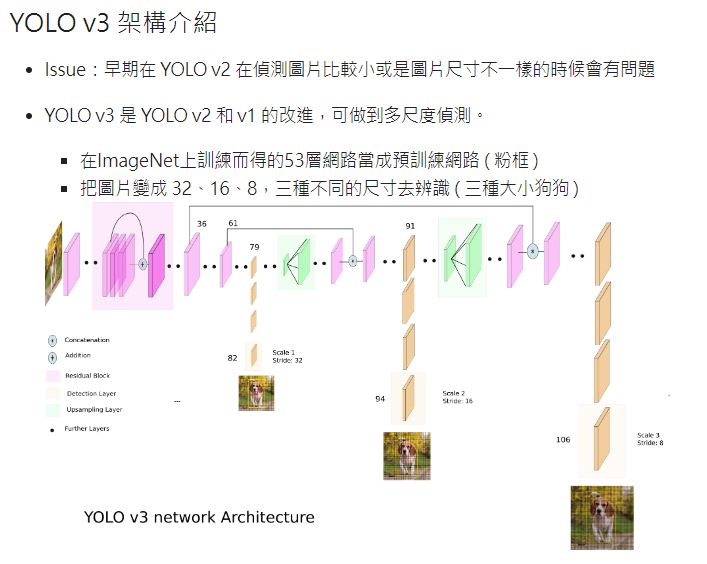 YOLO v3 架構介紹
• Issue：早期在 YOLO v2 在偵測圖片比較小或是圖片尺寸不一樣的時候會有問題
• YOLO v3 是 YOLO v2 和 v1 的改進，可做到多尺度偵測。
▪ 在ImageNet上訓練而得的53層網路當成預訓練網路 ( 粉框 )
▪ 把圖片變成 32、16、8，三種不同的尺寸去辨識 ( 三種大小狗狗 )
36
61
79
91
Concatenation
Addition
Residual Block
Detection Layer
Upsampling Layer
Further Layers
82
Scale 1
Stride: 32
...
94
Scale 2
Stride: 16
106
Scale 3
Stride: 8
YOLO v3 network Architecture